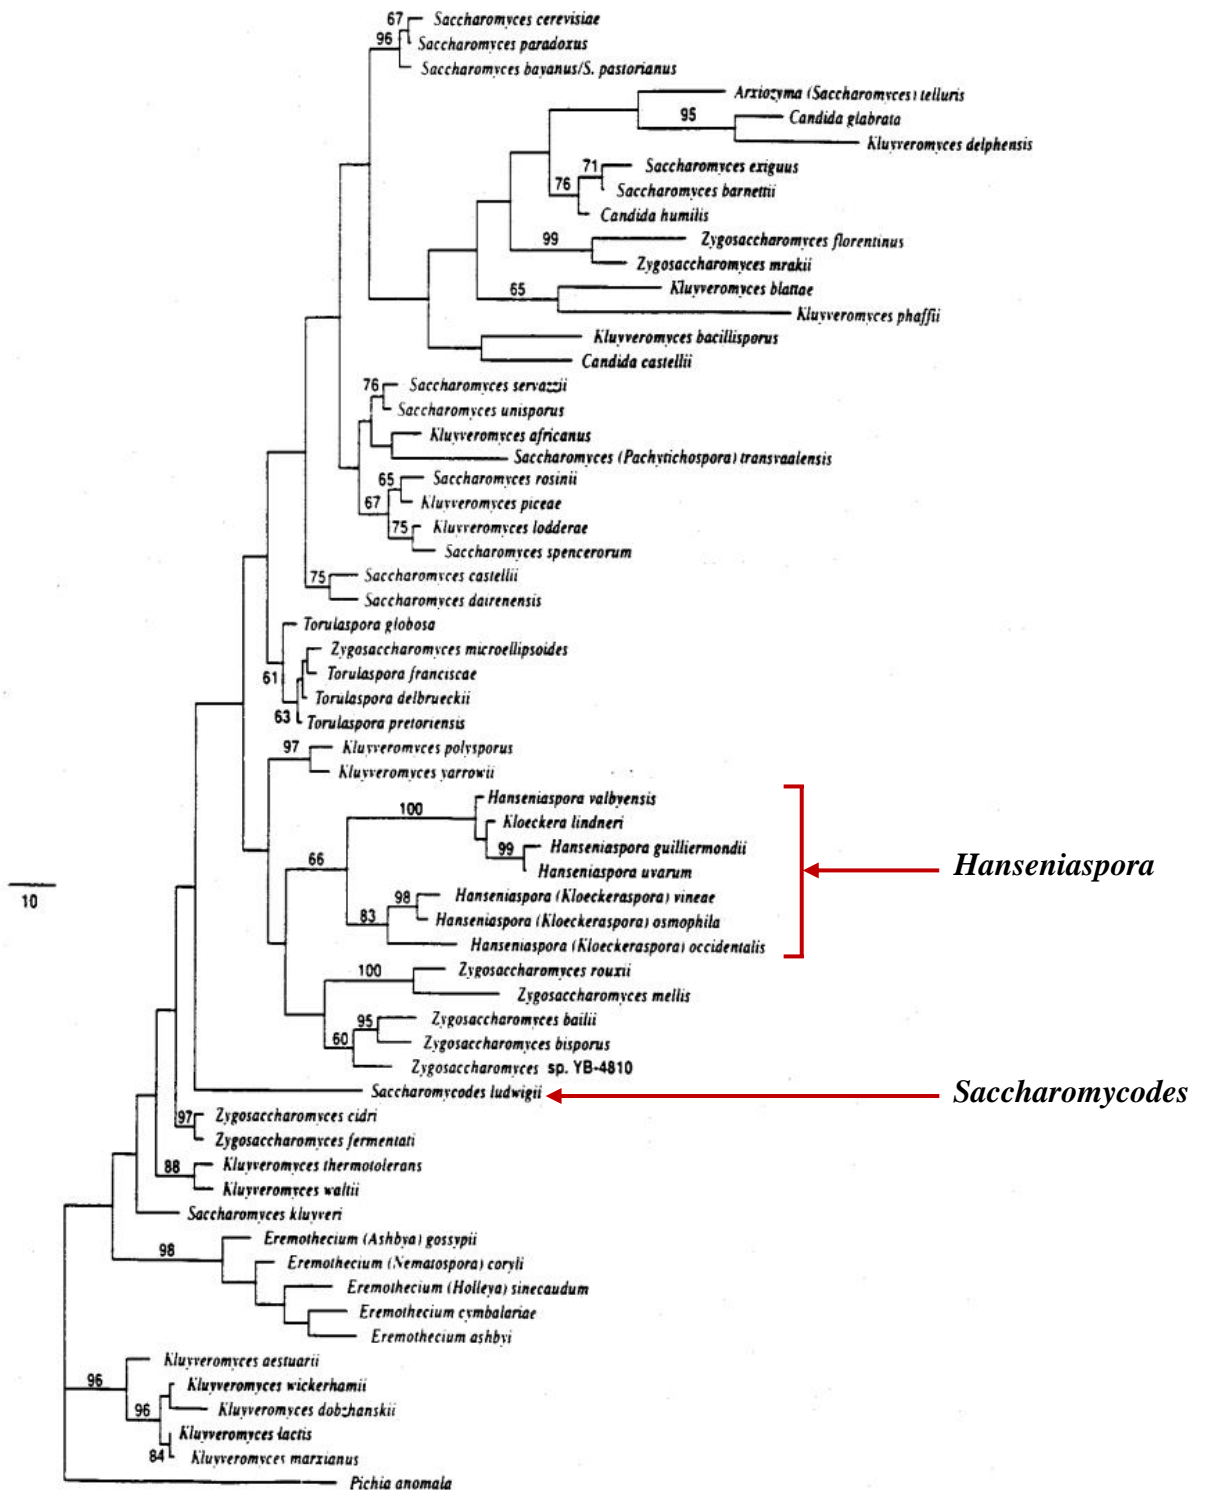 67 Saccharomyces cerevisiae
96 Saccharomyces paradoxus
Saccharomyces bayanus/S. pastorianus
Arxiozyma (Saccharomyces) telluris
95 Candida glabrata
Kluyveromyces delphensis
71 Saccharomyces exiguus
76 Saccharomyces barnettii
Candida humilis
99 Zygosaccharomyces florentinus
Zygosaccharomyces mrakii
65 Kluyveromyces blattae
Kluyveromyces phaffii
Kluyveromyces bacillisporus
Candida castellii
76 Saccharomyces servazzii
Saccharomyces unisporus
Kluyveromyces africanus
Saccharomyces (Pachytichospora) transvaalensis
65 Saccharomyces rosinii
67 Kluyveromyces piceae
75 Kluyveromyces lodderae
Saccharomyces spencerorum
75 Saccharomyces castellii
Saccharomyces dairenensis
Torulaspora globosa
Zygosaccharomyces microellipsoides
61 Torulaspora franciscae
Torulaspora delbrueckii
63 Torulaspora pretoriensis
97 Kluyveromyces polysporus
Kluyveromyces yarrowii
100 Hanseniaspora valbyensis
Kloeckera lindneri
99 Hanseniaspora guilliermondii
66 Hanseniaspora uvarum
Hanseniaspora
10
98 Hanseniaspora (Kloeckeraspora) vineae
83 Hanseniaspora (Kloeckeraspora) osmophila
Hanseniaspora (Kloeckeraspora) occidentalis
100 Zygosaccharomyces rouxii
Zygosaccharomyces mellis
95 Zygosaccharomyces bailii
60 Zygosaccharomyces bisporus
Zygosaccharomyces sp. YB-4810
Saccharomycodes ludwigii
Saccharomycodes
97 Zygosaccharomyces cidri
Zygosaccharomyces fermentati
88 Kluyveromyces thermotolerans
Kluyveromyces waltii
Saccharomyces kluyveri
98 Eremothecium (Ashbya) gossypii
Eremothecium (Nematospora) coryli
Eremothecium (Holleya) sinecaudum
Eremothecium cymbalariae
Eremothecium ashbyi
96 Kluyveromyces aestuarii
Kluyveromyces wickerhamii
96 Kluyveromyces dobzhanskii
Kluyveromyces lactis
84 Kluyveromyces marxianus
Pichia anomala